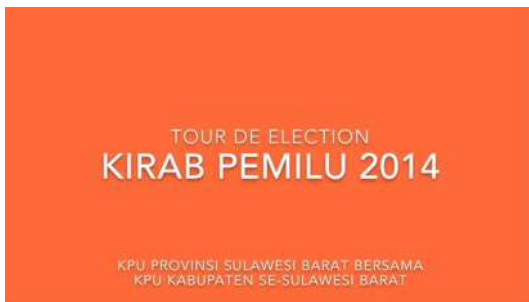 TOUR DE ELECTION
KIRAB PEMILU 2014
KPU PROVINSI SULAWESI BARAT BERSAMA
KPU KABUPATEN SE-SULAWESI BARAT